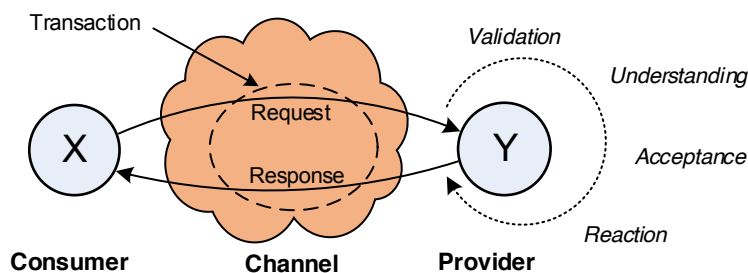 Transaction
Validation
Understanding
Request
X
Y
Acceptance
Response
Reaction
Consumer
Channel
Provider